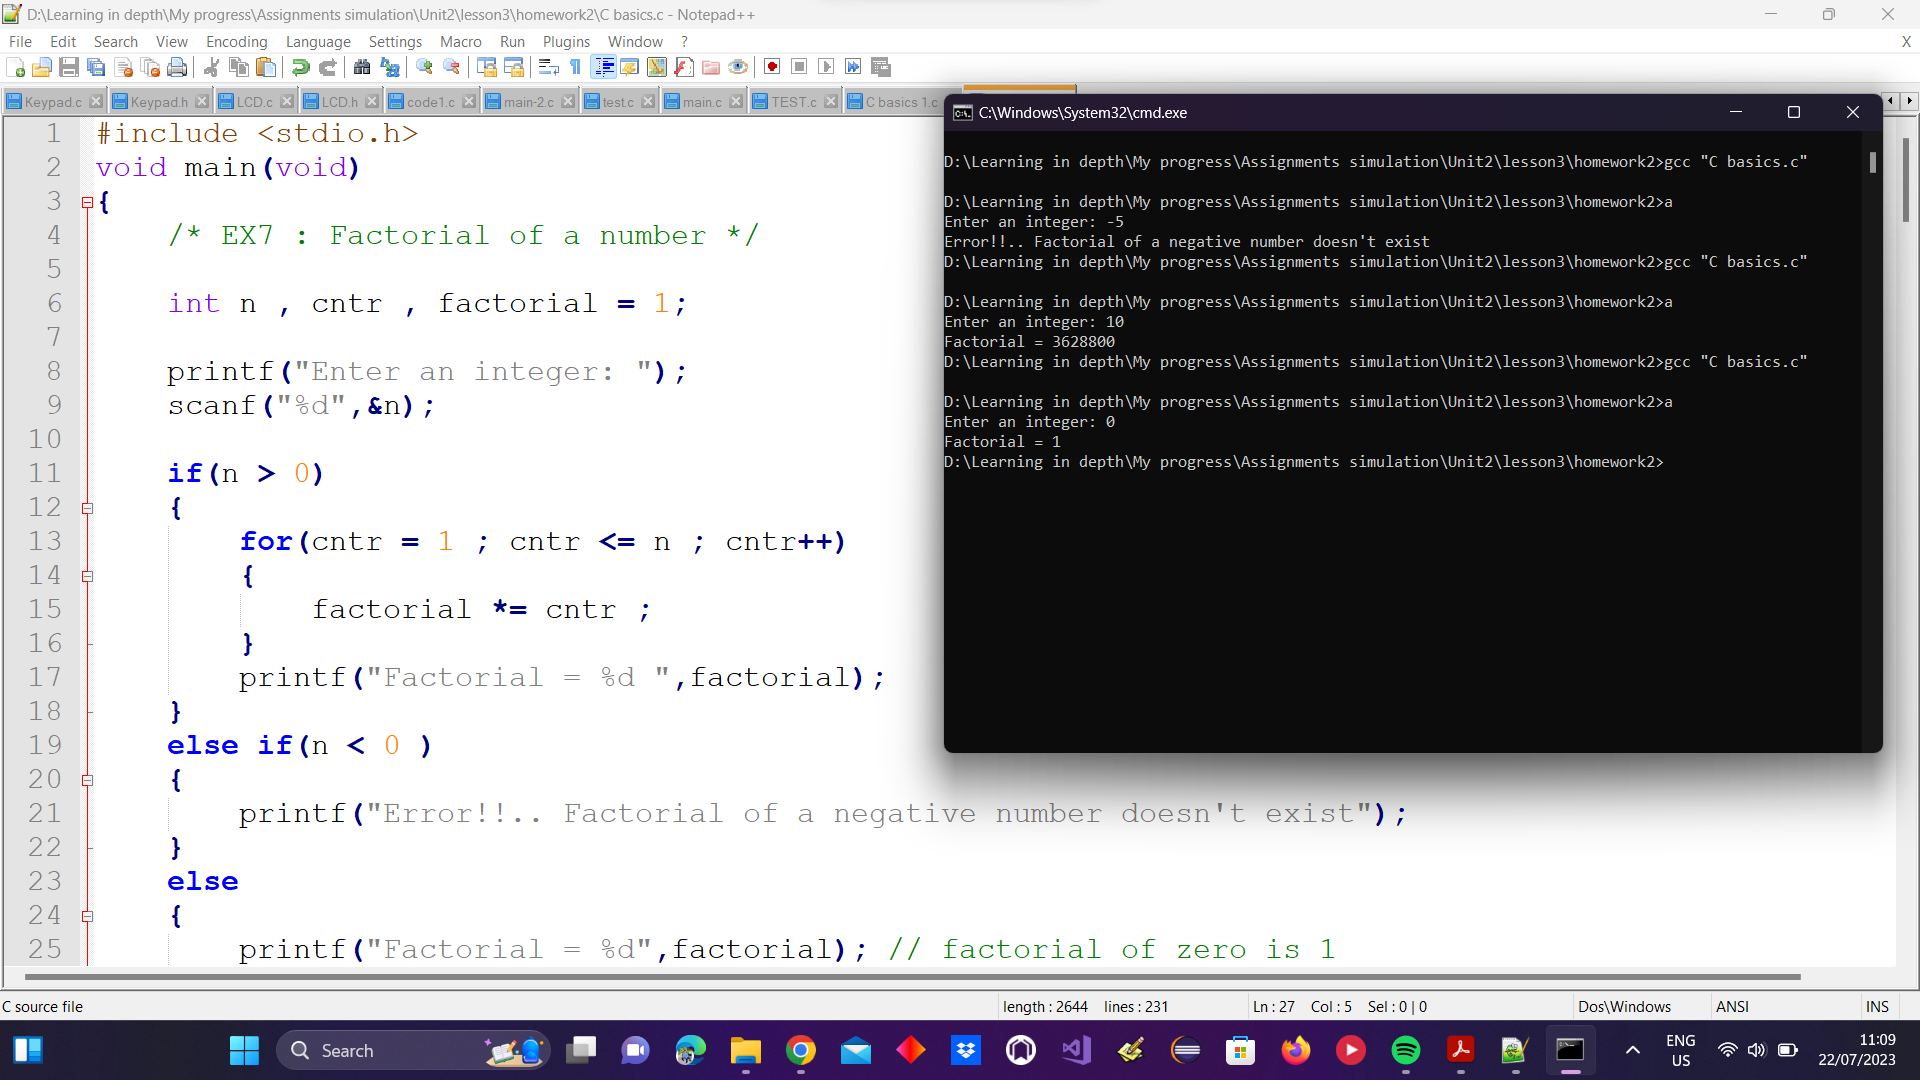 D:\Learning in depth\My progress\Assignments simulation\Unit2\lesson3\homework2\C basics.c - Notepad++
File Edit Search View Encoding Language Settings Macro Run Plugins Window ? X
Keypad.c Keypad.h LCD.c LCD.h code1.c main-2.c test.c main.c TEST.c C basics 1.c
1 #include <stdio.h>
2 void main(void)
3 {
4 /* EX7 : Factorial of a number */
5
6 int n , cntr , factorial = 1;
7
8 printf("Enter an integer: ");
9 scanf("%d",&n);
10
11 if(n > 0)
12 {
13 for(cntr = 1 ; cntr <= n ; cntr++)
14 {
15 factorial *= cntr ;
16 }
17 printf("Factorial = %d ",factorial);
18 }
19 else if(n < 0 )
20 {
21 printf("Error!!.. Factorial of a negative number doesn't exist");
22 }
23 else
24 {
25 printf("Factorial = %d",factorial); // factorial of zero is 1
C:\Windows\System32\cmd.exe
D:\Learning in depth\My progress\Assignments simulation\Unit2\lesson3\homework2>gcc "C basics.c"
D:\Learning in depth\My progress\Assignments simulation\Unit2\lesson3\homework2>a
Enter an integer: -5
Error!!.. Factorial of a negative number doesn't exist
D:\Learning in depth\My progress\Assignments simulation\Unit2\lesson3\homework2>gcc "C basics.c"
D:\Learning in depth\My progress\Assignments simulation\Unit2\lesson3\homework2>a
Enter an integer: 10
Factorial = 3628800
D:\Learning in depth\My progress\Assignments simulation\Unit2\lesson3\homework2>gcc "C basics.c"
D:\Learning in depth\My progress\Assignments simulation\Unit2\lesson3\homework2>a
Enter an integer: 0
Factorial = 1
D:\Learning in depth\My progress\Assignments simulation\Unit2\lesson3\homework2>
C source file length : 2644 lines : 231 Ln : 27 Col : 5 Sel : 0 | 0 Dos\Windows ANSI INS
Search
ENG
US
11:09
22/07/2023